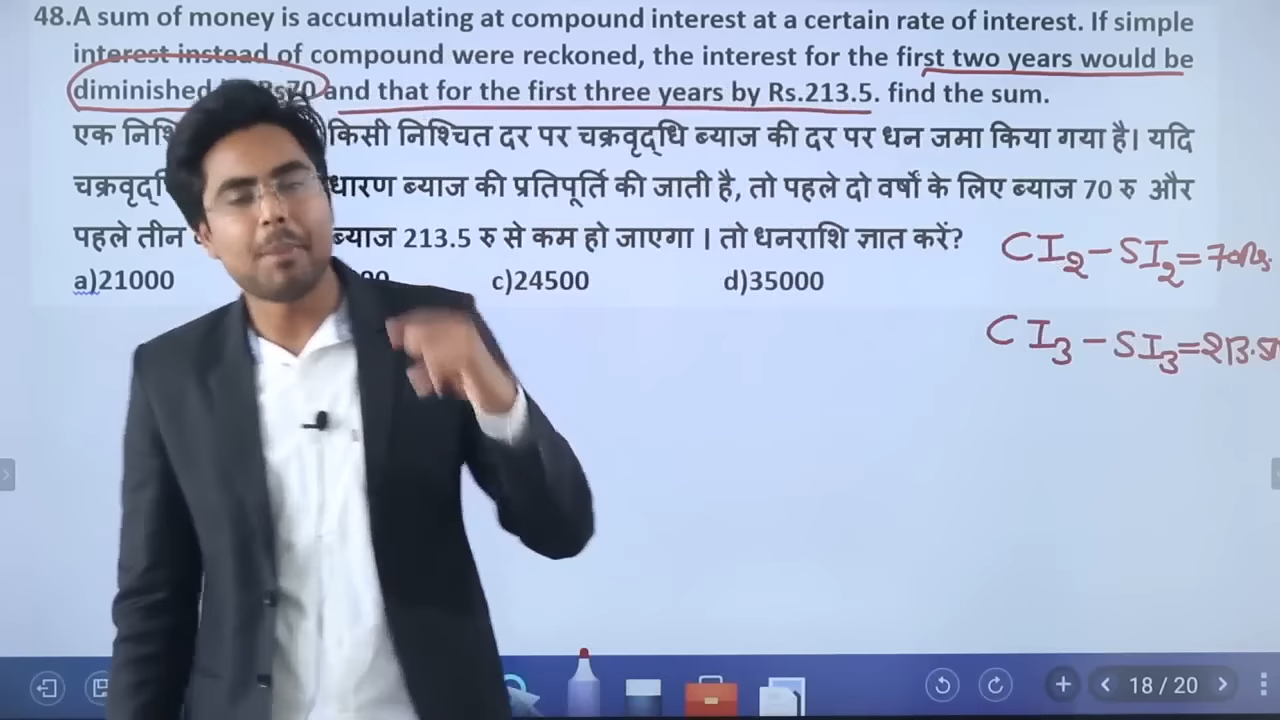 48.A sum of money is accumulating at compound interest at a certain rate of interest. If simple
interest instead of compound were reckoned, the interest for the first two years would be
diminished Rs70 and that for the first three years by Rs.213.5. find the sum.
एक किसी निश्चित दर पर चक्रवृद्धि ब्याज की दर पर धन जमा किया गया है। यदि
ब्याज की प्रतिपूर्ति की जाती है, तो पहले दो वर्षों के लिए ब्याज 70 रु और
पहले तीन ब्याज 213.5 रु से कम हो जाएगा । तो धनराशि ज्ञात करें?
a)21000 c)24500 d)35000
CI2-SI2=70Rs.
CI3-SI3=213.5
18 / 20